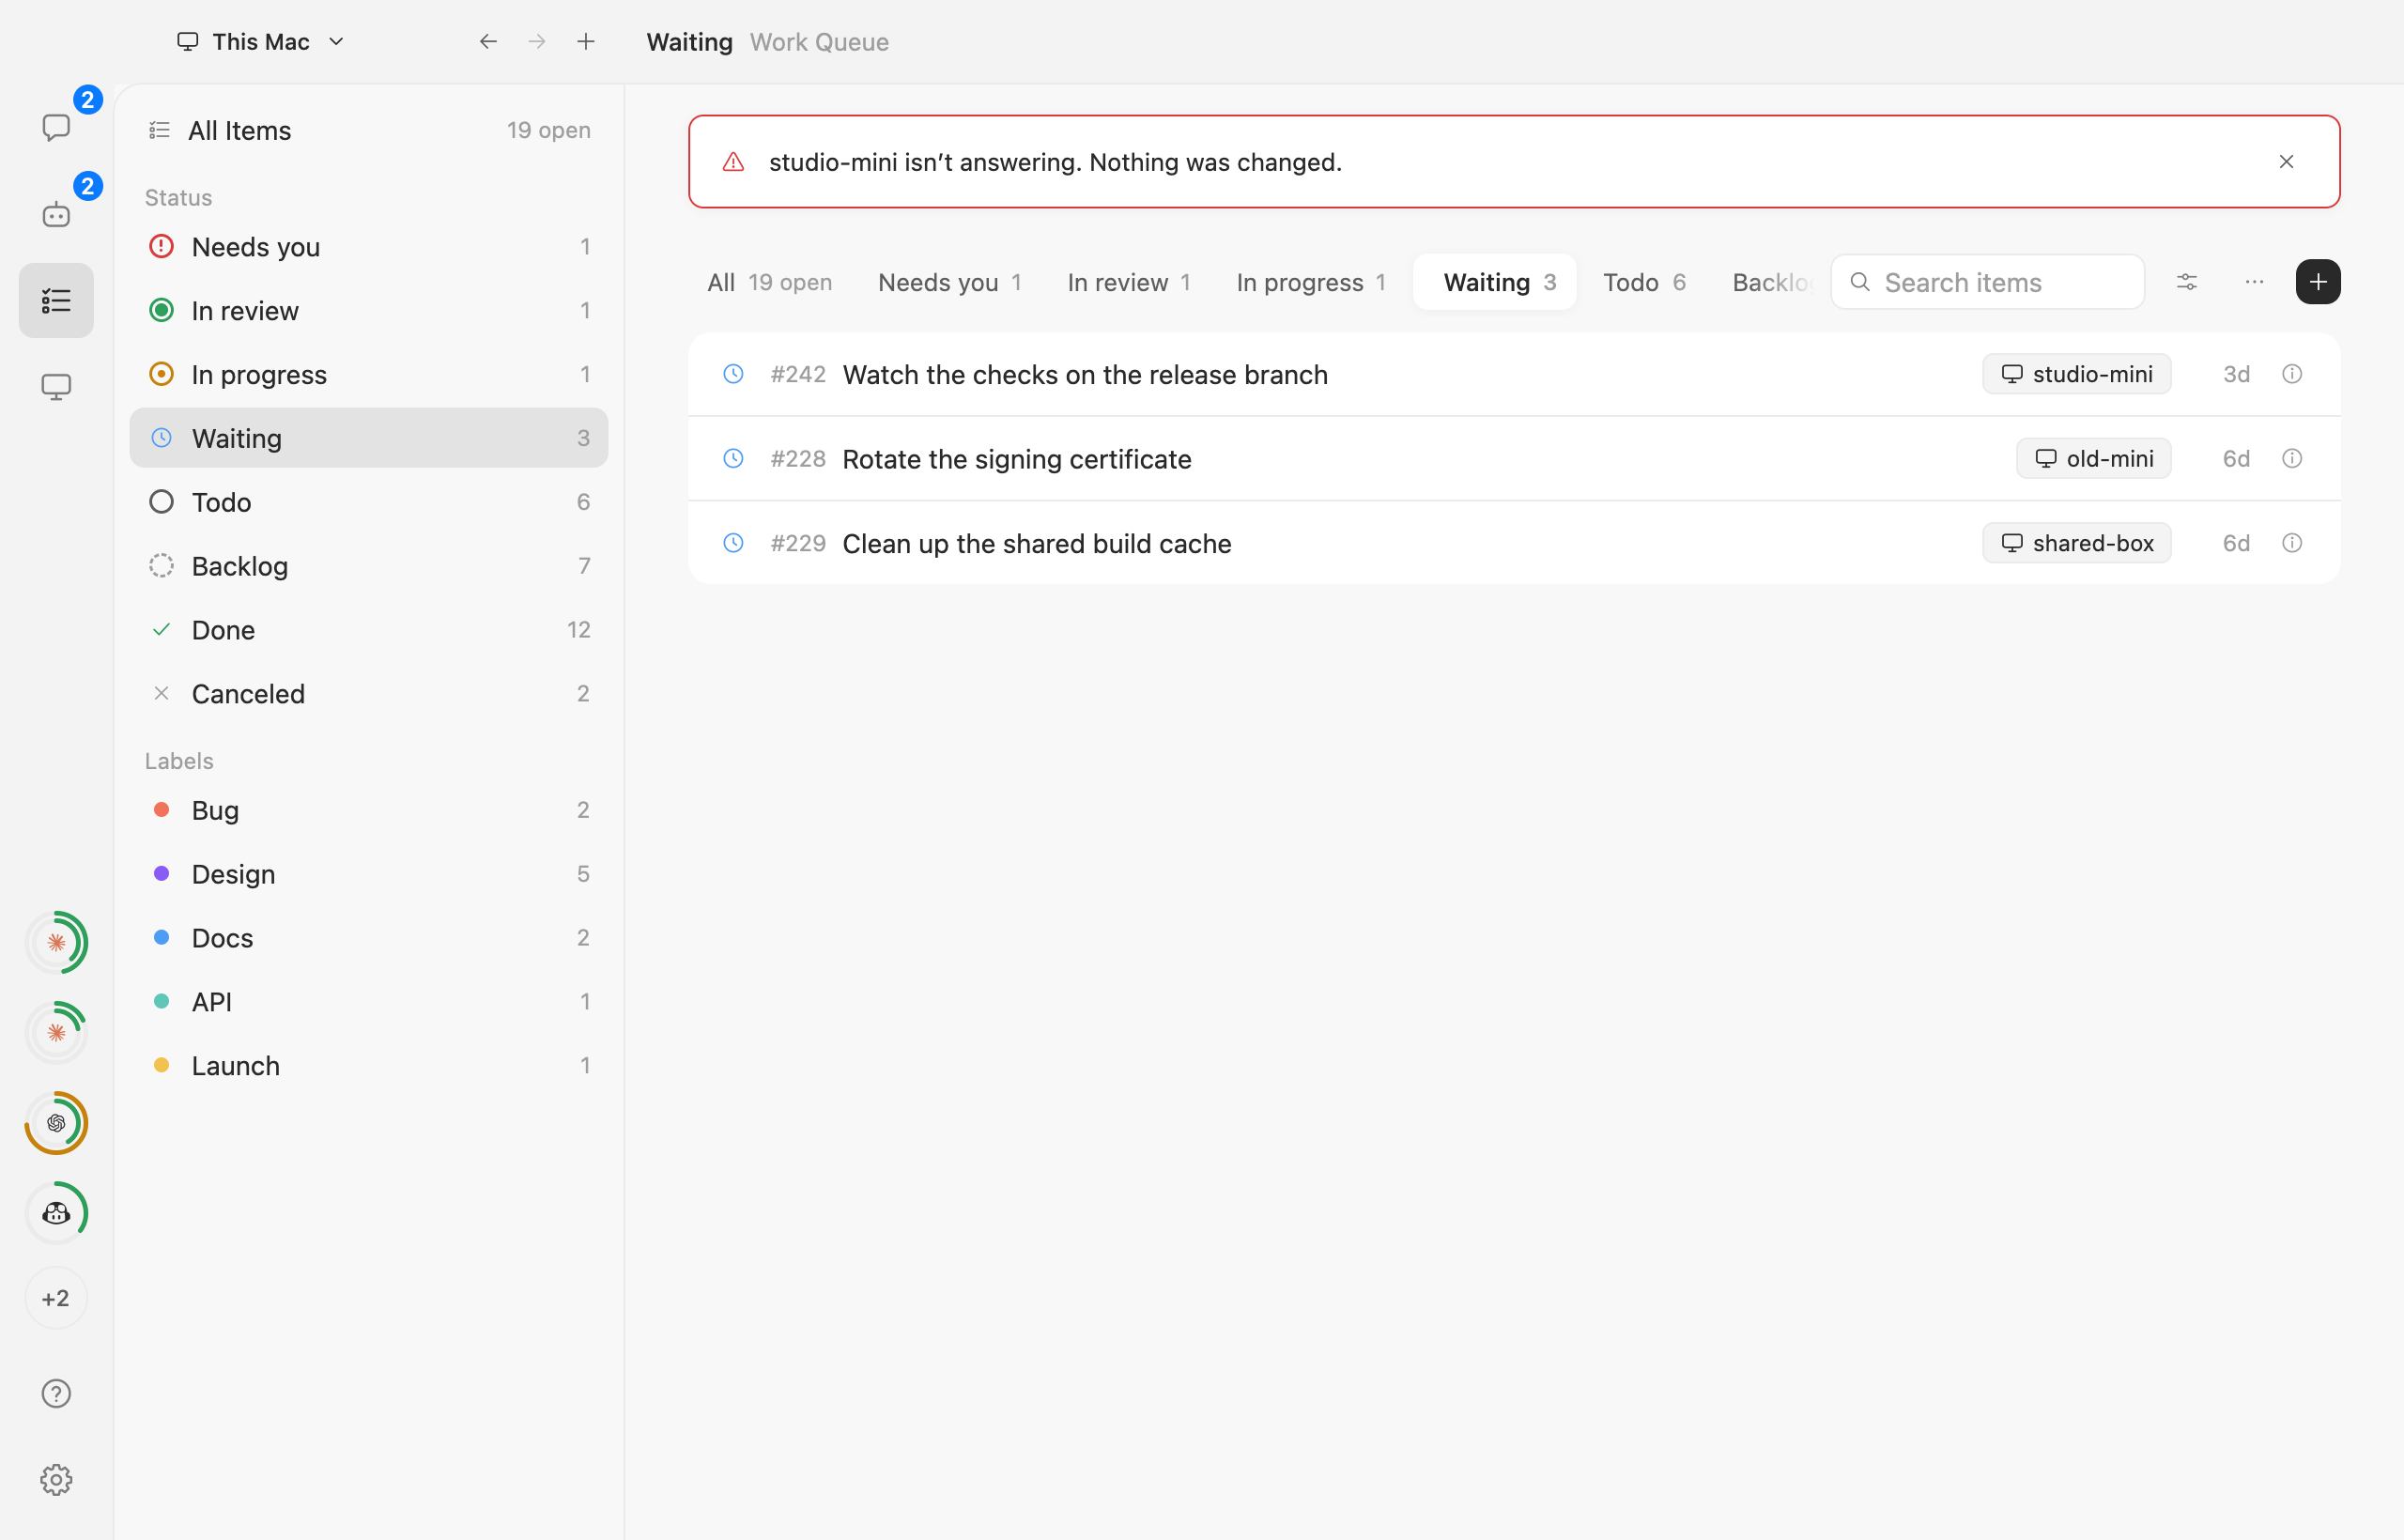 This Mac
Waiting Work Queue
2
2
All Items 19 open
Status
Needs you 1
In review 1
In progress 1
Waiting 3
Todo 6
Backlog 7
Done 12
Canceled 2
Labels
Bug 2
Design 5
Docs 2
API 1
Launch 1
+2
studio-mini isn't answering. Nothing was changed.
All 19 open Needs you 1 In review 1 In progress 1 Waiting 3 Todo 6 Backlo Search items
#242 Watch the checks on the release branch studio-mini 3d
#228 Rotate the signing certificate old-mini 6d
#229 Clean up the shared build cache shared-box 6d